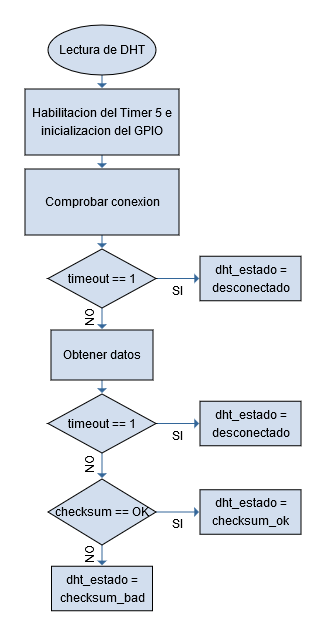 Lectura de DHT
Habilitacion del Timer 5 e
inicializacion del GPIO
Comprobar conexion
timeout == 1
SI
dht_estado =
desconectado
NO
Obtener datos
timeout == 1
SI
dht_estado =
desconectado
NO
checksum == OK
SI
dht_estado =
checksum_ok
NO
dht_estado =
checksum_bad